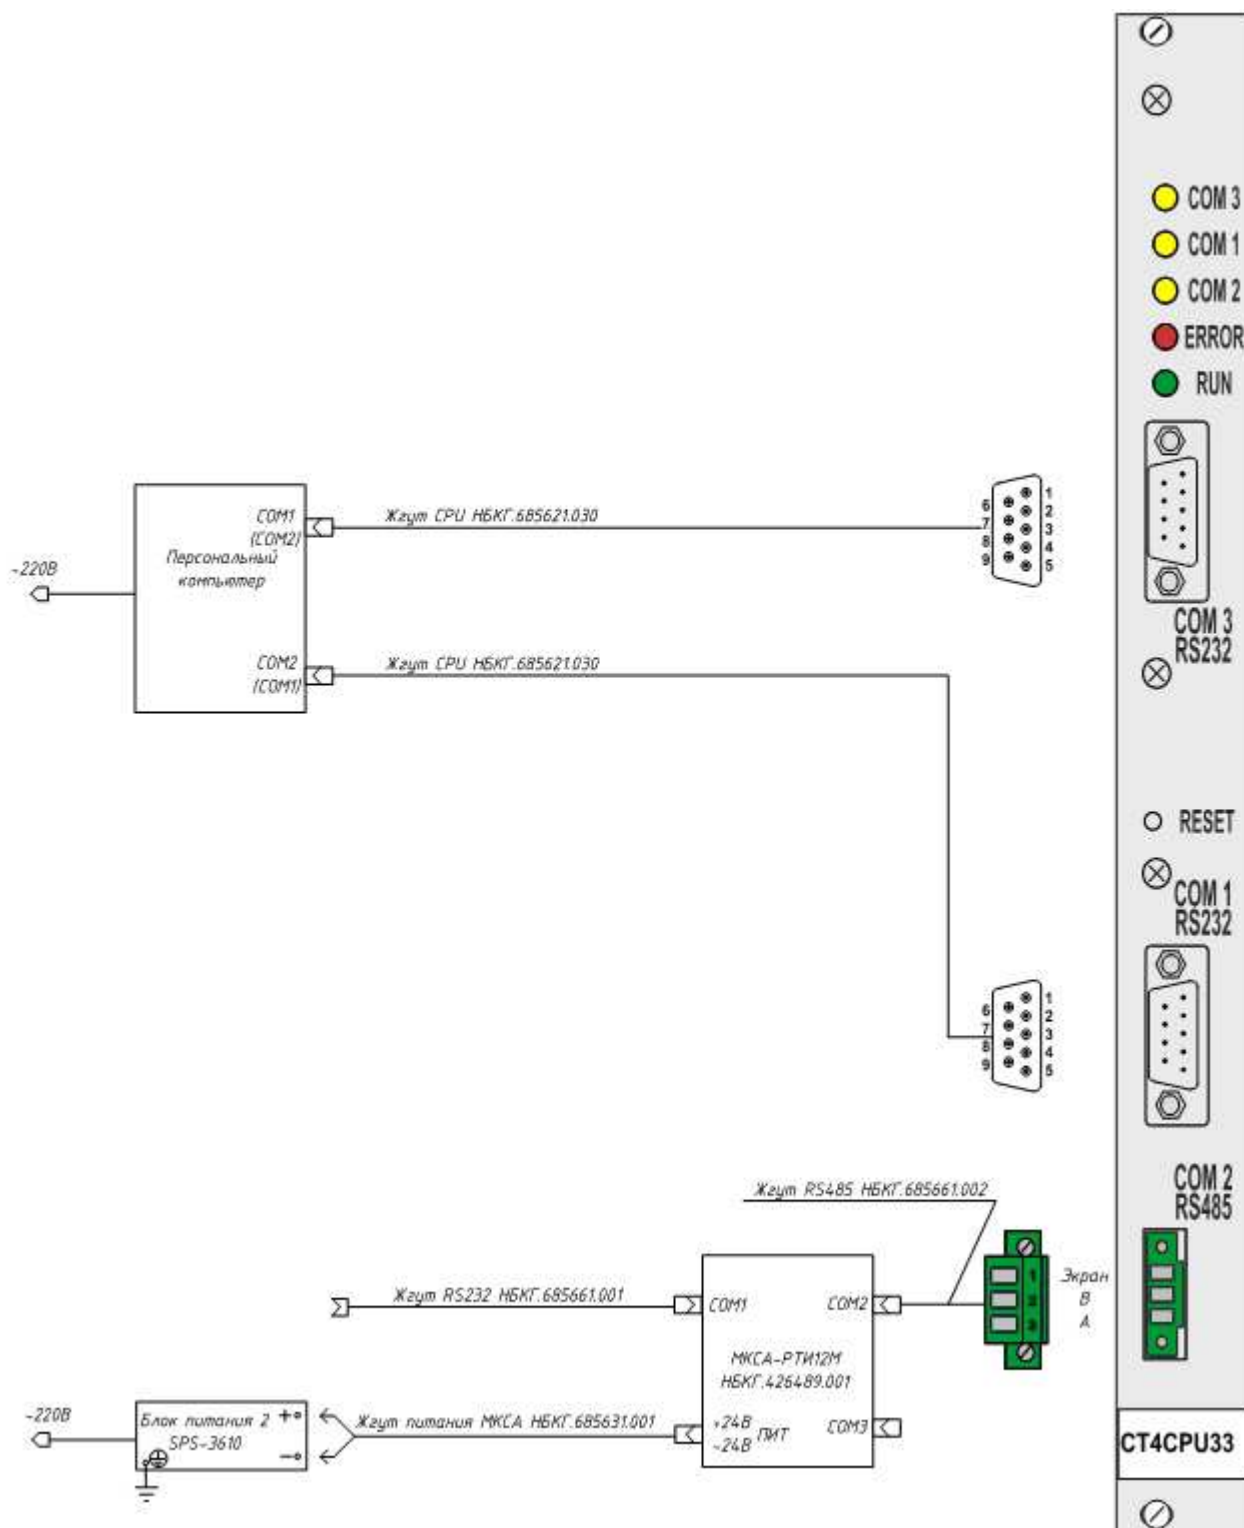 COM 3
COM 1
COM 2
ERROR
RUN
COM1
(COM2)
Персональный
компьютер
~220В
Жгут CPU НБКГ.685621.030
6
7
8
9
1
2
3
4
5
COM 3
RS232
COM2
(COM1)
Жгут CPU НБКГ.685621.030
RESET
COM 1
RS232
6
7
8
9
1
2
3
4
5
COM 2
RS485
Жгут RS485 НБКГ.685661.002
Жгут RS232 НБКГ.685661.001
COM1
COM2
МКСА-РТИ12М
НБКГ.426489.001
+24В
-24В
ПИТ
COM3
1
2
3
Экран
В
А
~220В
Блок питания 2
SPS-3610
+
−
Жгут питания МКСА НБКГ.685631.001
CT4CPU33